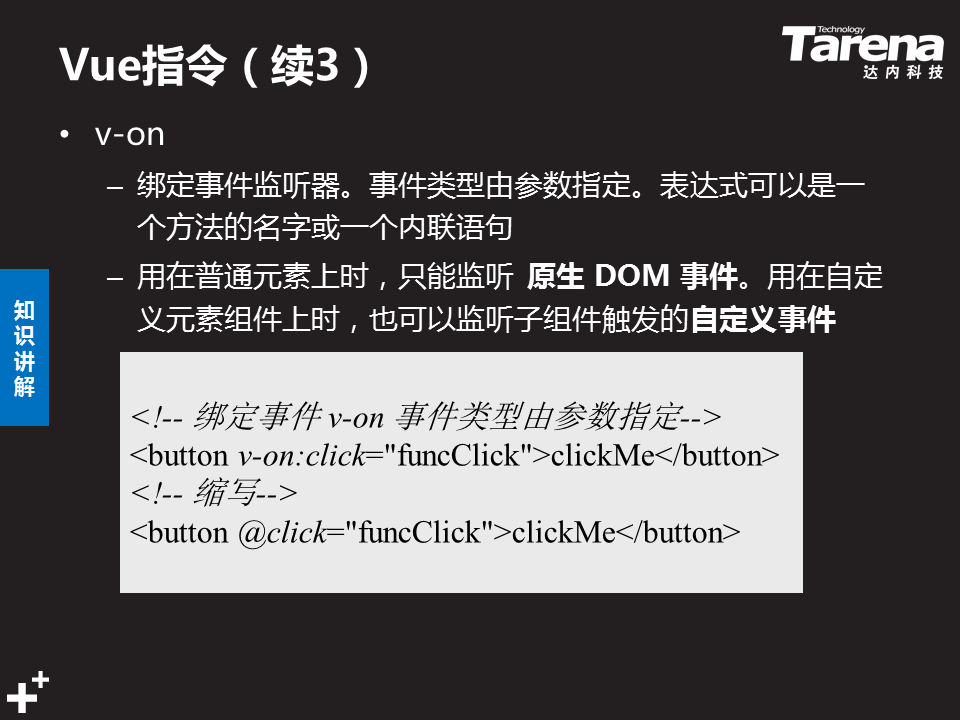 Vue指令（续3）
Technology
Tarena
达内科技
• v-on
– 绑定事件监听器。事件类型由参数指定。表达式可以是一
个方法的名字或一个内联语句
– 用在普通元素上时，只能监听 原生 DOM 事件。用在自定
义元素组件上时，也可以监听子组件触发的自定义事件
知
识
讲
解
<!-- 绑定事件 v-on 事件类型由参数指定-->
<button v-on:click="funcClick">clickMe</button>
<!-- 缩写-->
<button @click="funcClick">clickMe</button>